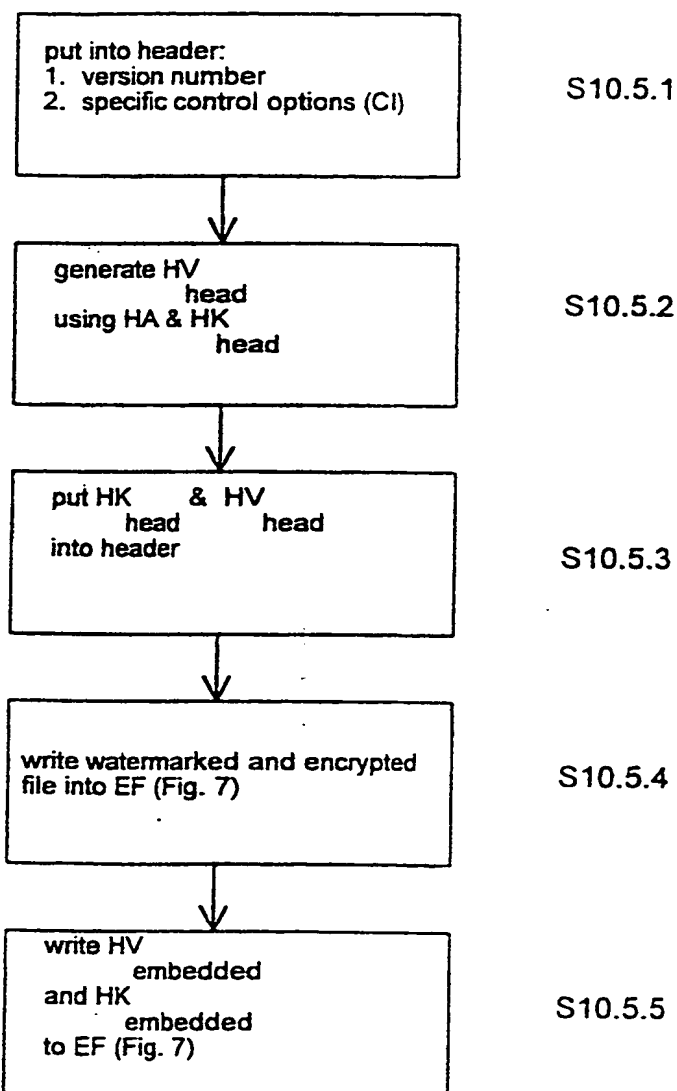 put into header:
1. version number
2. specific control options (CI)
S10.5.1
generate HV
head
using HA & HK
head
S10.5.2
put HK & HV
head head
into header
S10.5.3
write watermarked and encrypted
file into EF (Fig. 7)
S10.5.4
write HV
embedded
and HK
embedded
to EF (Fig. 7)
S10.5.5